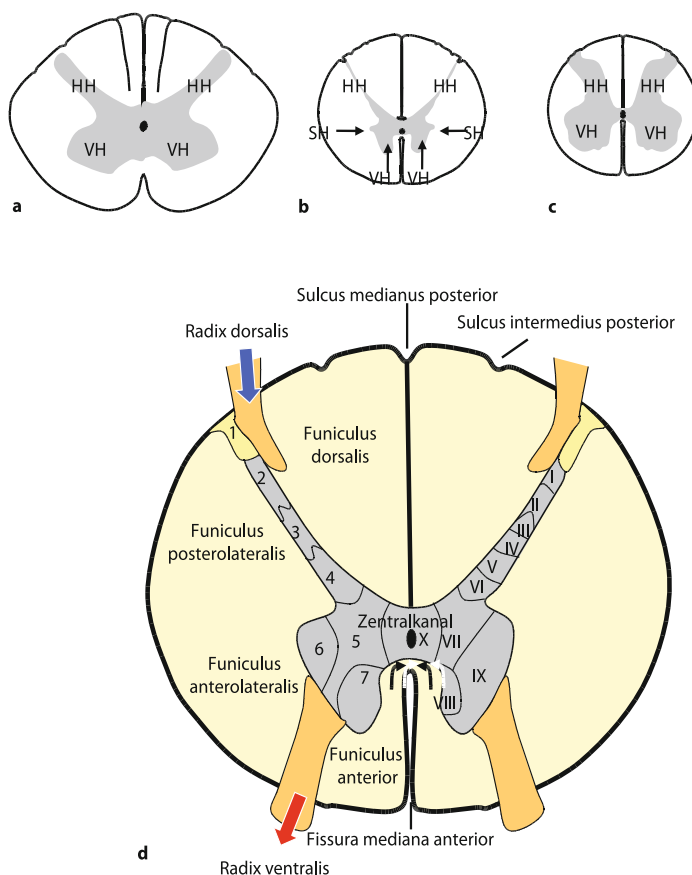 HH HH
VH VH
a
HH HH
SH SH
VH VH
b
HH HH
VH VH
c
Sulcus medianus posterior
Radix dorsalis
Sulcus intermedius posterior
1
Funiculus
dorsalis
2
I
II
3
III
Funiculus
posterolateralis
IV
4
V
VI
Zentralkanal
6
5
X
VII
Funiculus
anterolateralis
7
IX
VIII
Funiculus
anterior
Fissura mediana anterior
d
Radix ventralis